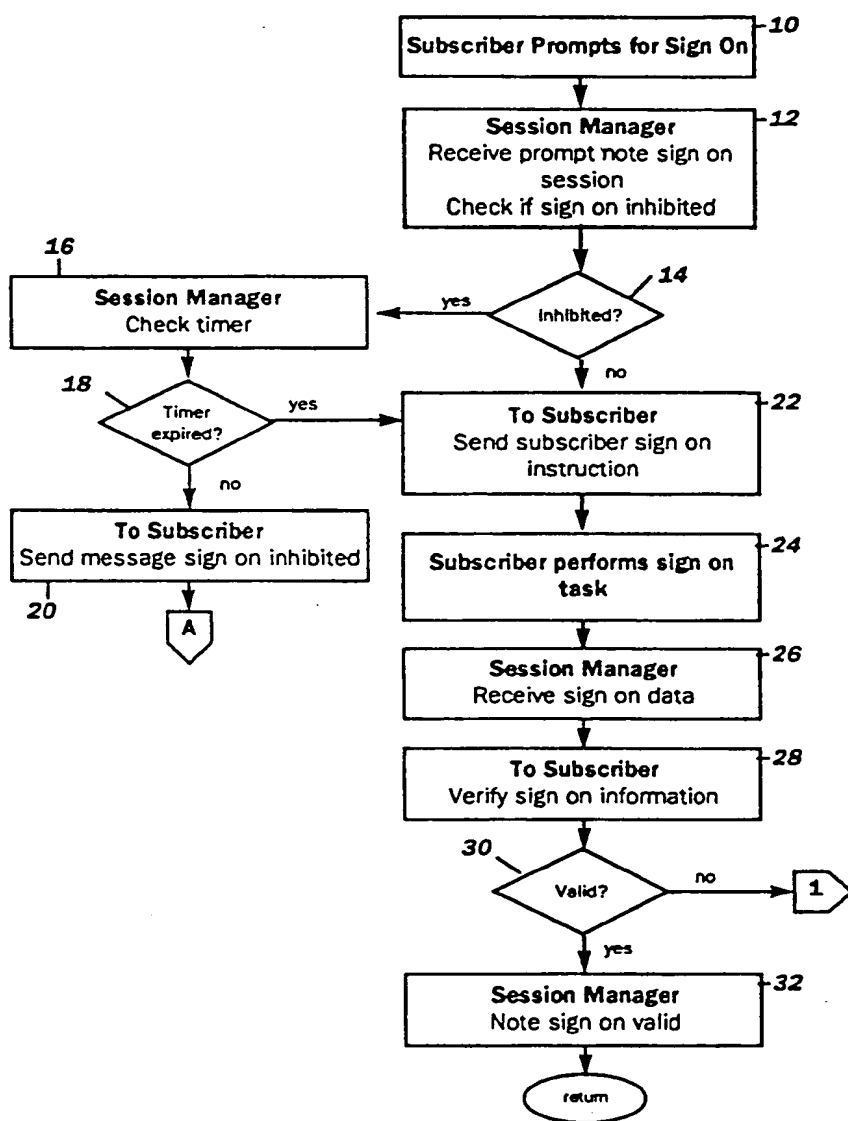 10
Subscriber Prompts for Sign On
12
Session Manager
Receive prompt note sign on
session
Check if sign on inhibited
14
Inhibited?
yes
no
16
Session Manager
Check timer
18
Timer
expired?
yes
no
20
To Subscriber
Send message sign on inhibited
A
22
To Subscriber
Send subscriber sign on
instruction
24
Subscriber performs sign on
task
26
Session Manager
Receive sign on data
28
To Subscriber
Verify sign on information
30
Valid?
no
1
yes
32
Session Manager
Note sign on valid
return